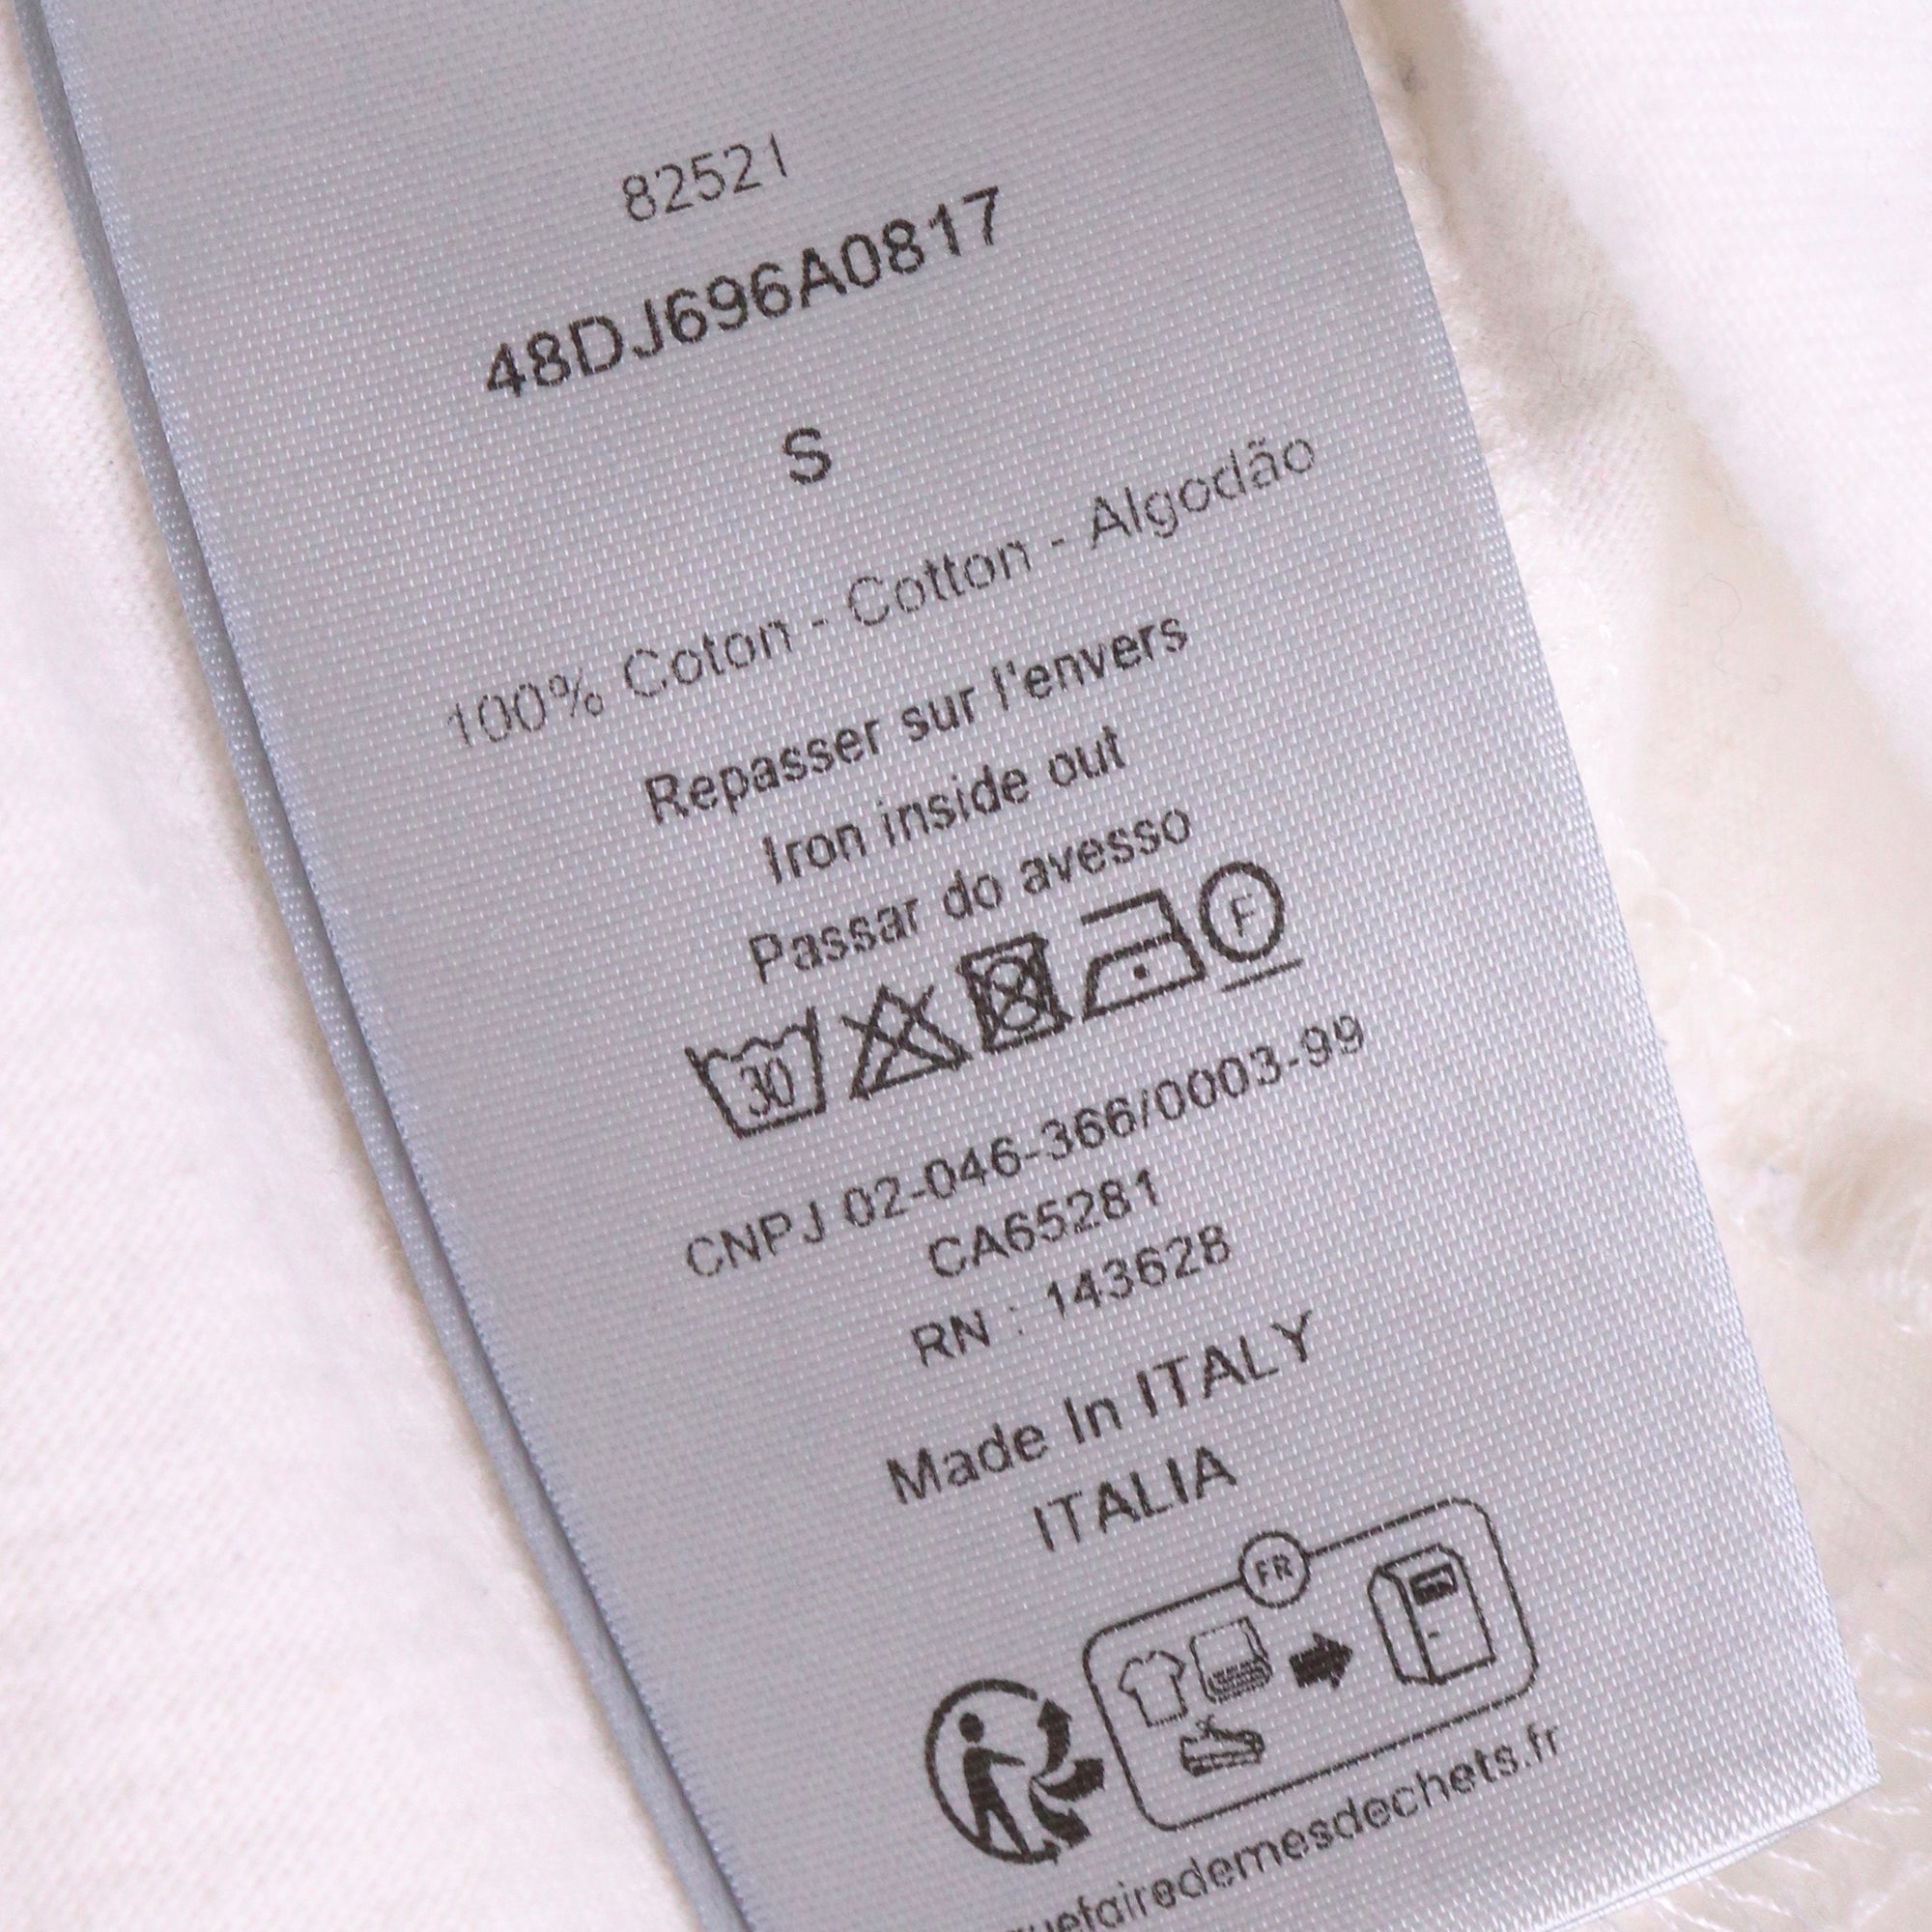 82521
48DJ696A0817
S
100% Coton - Cotton - Algodão
Repasser sur l'envers
Iron inside out
Passar do avesso
30 F
CNPJ 02-046-366/0003-99
CA65281
RN : 143628
Made In ITALY
ITALIA
FR
uefairedemesdechets.fr